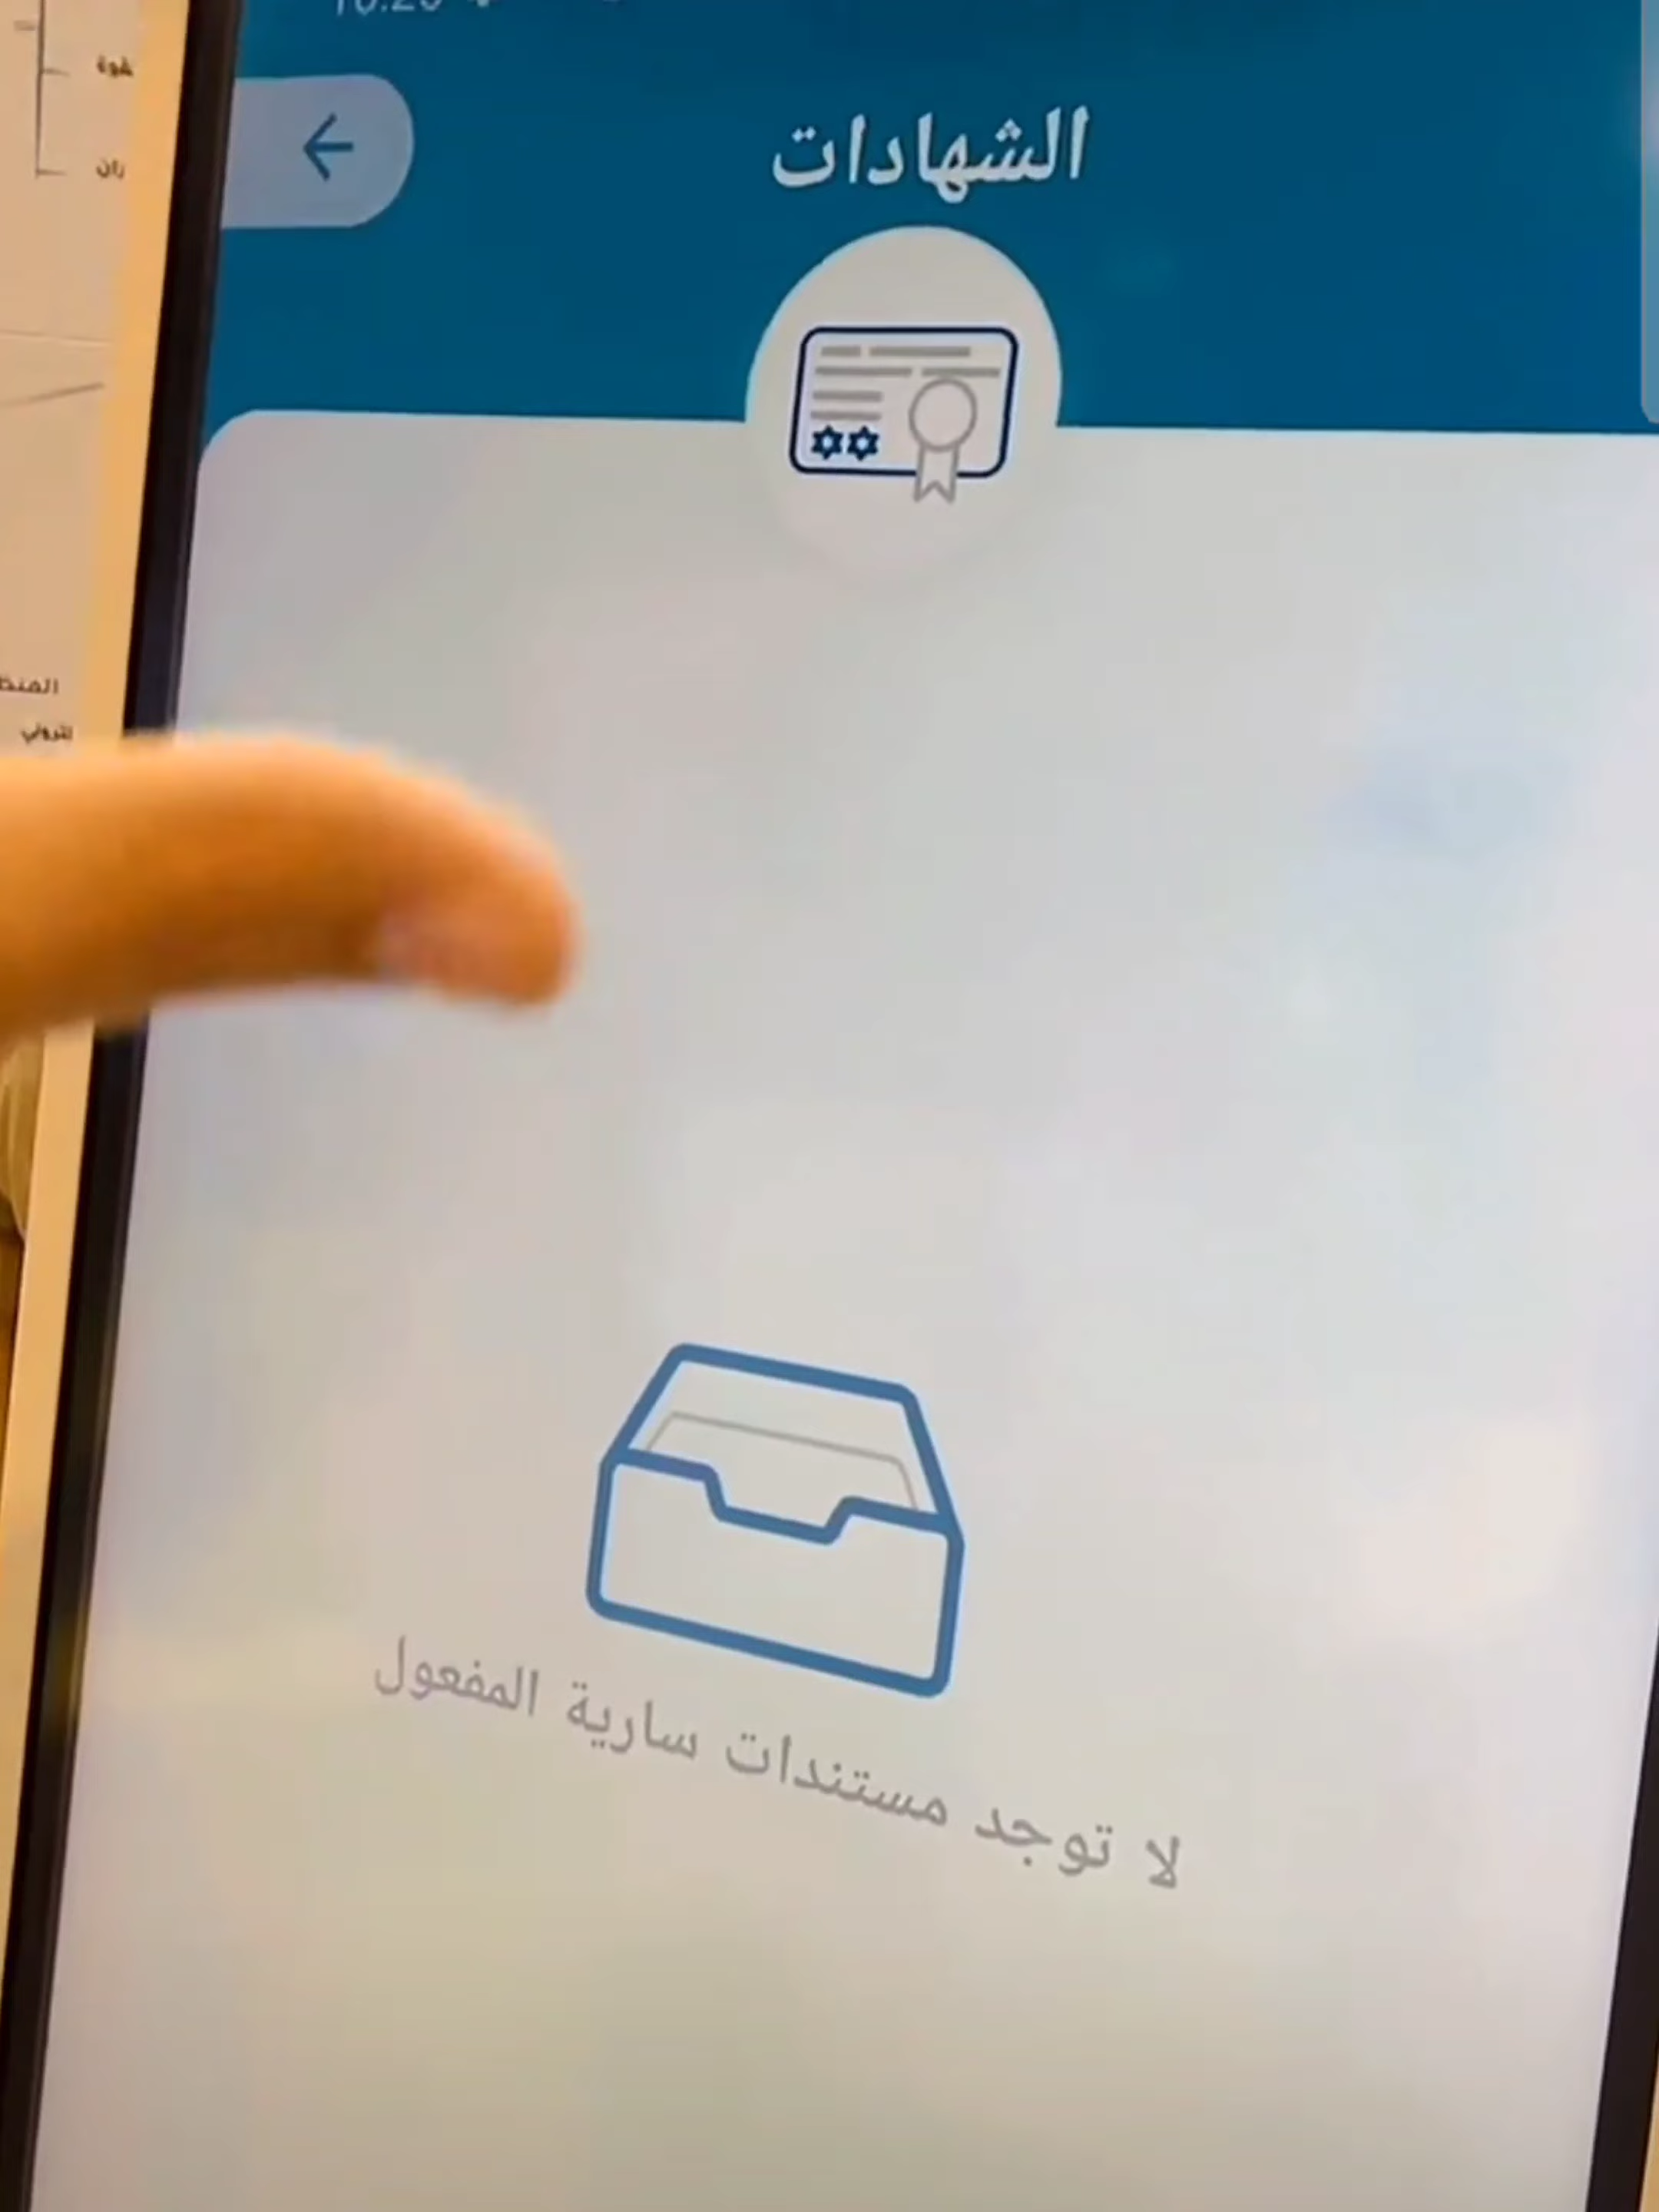 الشهادات
لا توجد مستندات سارية المفعول